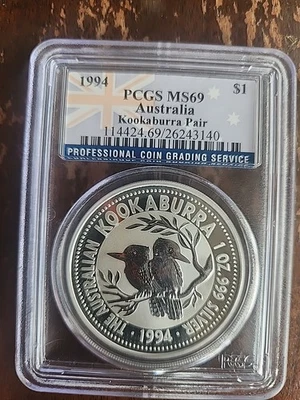 1994 $1
PCGS MS69
Australia
Kookaburra Pair
114424.69/26243140
PROFESSIONAL COIN GRADING SERVICE
THE AUSTRALIAN KOOKABURRA 1 OZ 999 SILVER
· 1994 ·
PCGS